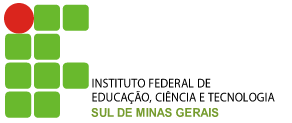 INSTITUTO FEDERAL DE
EDUCAÇÃO, CIÊNCIA E TECNOLOGIA
SUL DE MINAS GERAIS